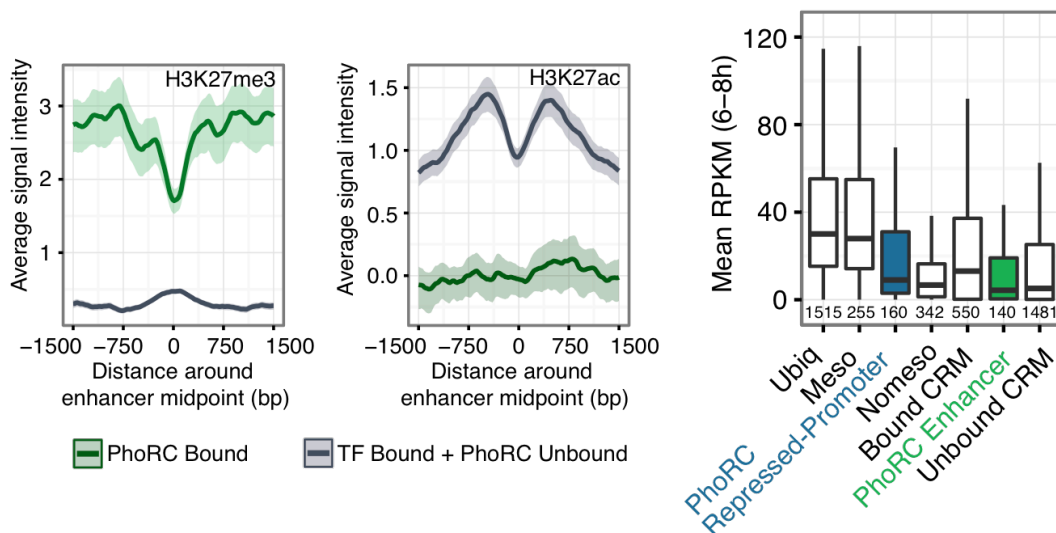 H3K27me3
Average signal intensity
3
2
1
−1500 −750 0 750 1500
Distance around
enhancer midpoint (bp)
H3K27ac
Average signal intensity
1.5
1.0
0.5
0.0
−1500 −750 0 750 1500
Distance around
enhancer midpoint (bp)
PhoRC Bound
TF Bound + PhoRC Unbound
Mean RPKM (6−8h)
120
80
40
0
1515 255 160 342 550 140 1481
Ubiq
Meso
PhoRC
Repressed-Promoter
Nomeso
Bound CRM
PhoRC Enhancer
Unbound CRM